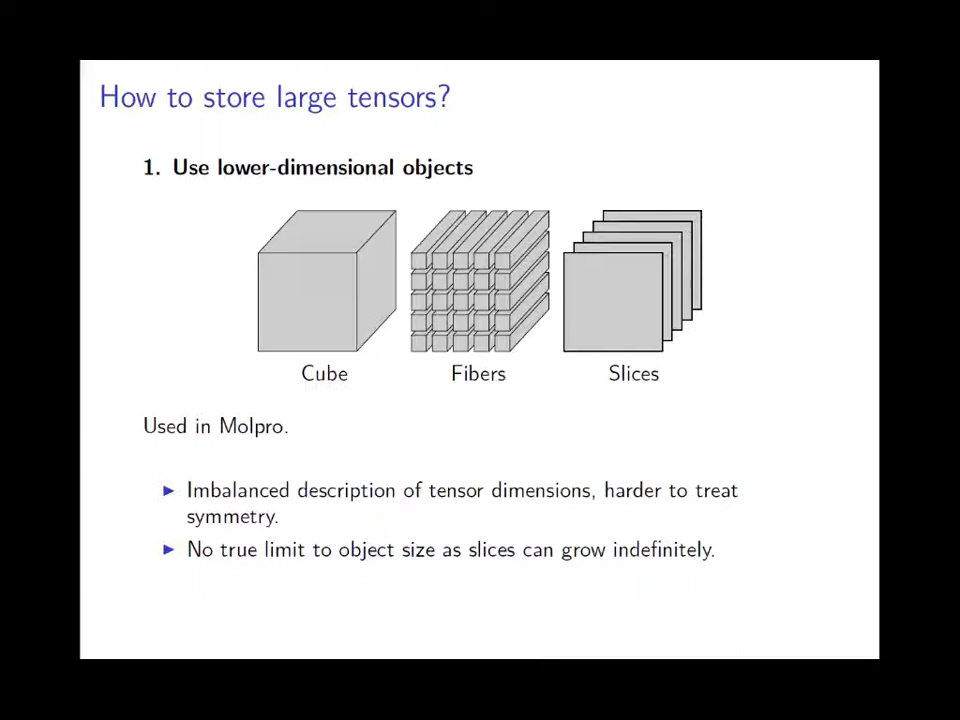 How to store large tensors?
1. Use lower-dimensional objects
Cube Fibers Slices
Used in Molpro.
Imbalanced description of tensor dimensions, harder to treat
symmetry.
No true limit to object size as slices can grow indefinitely.